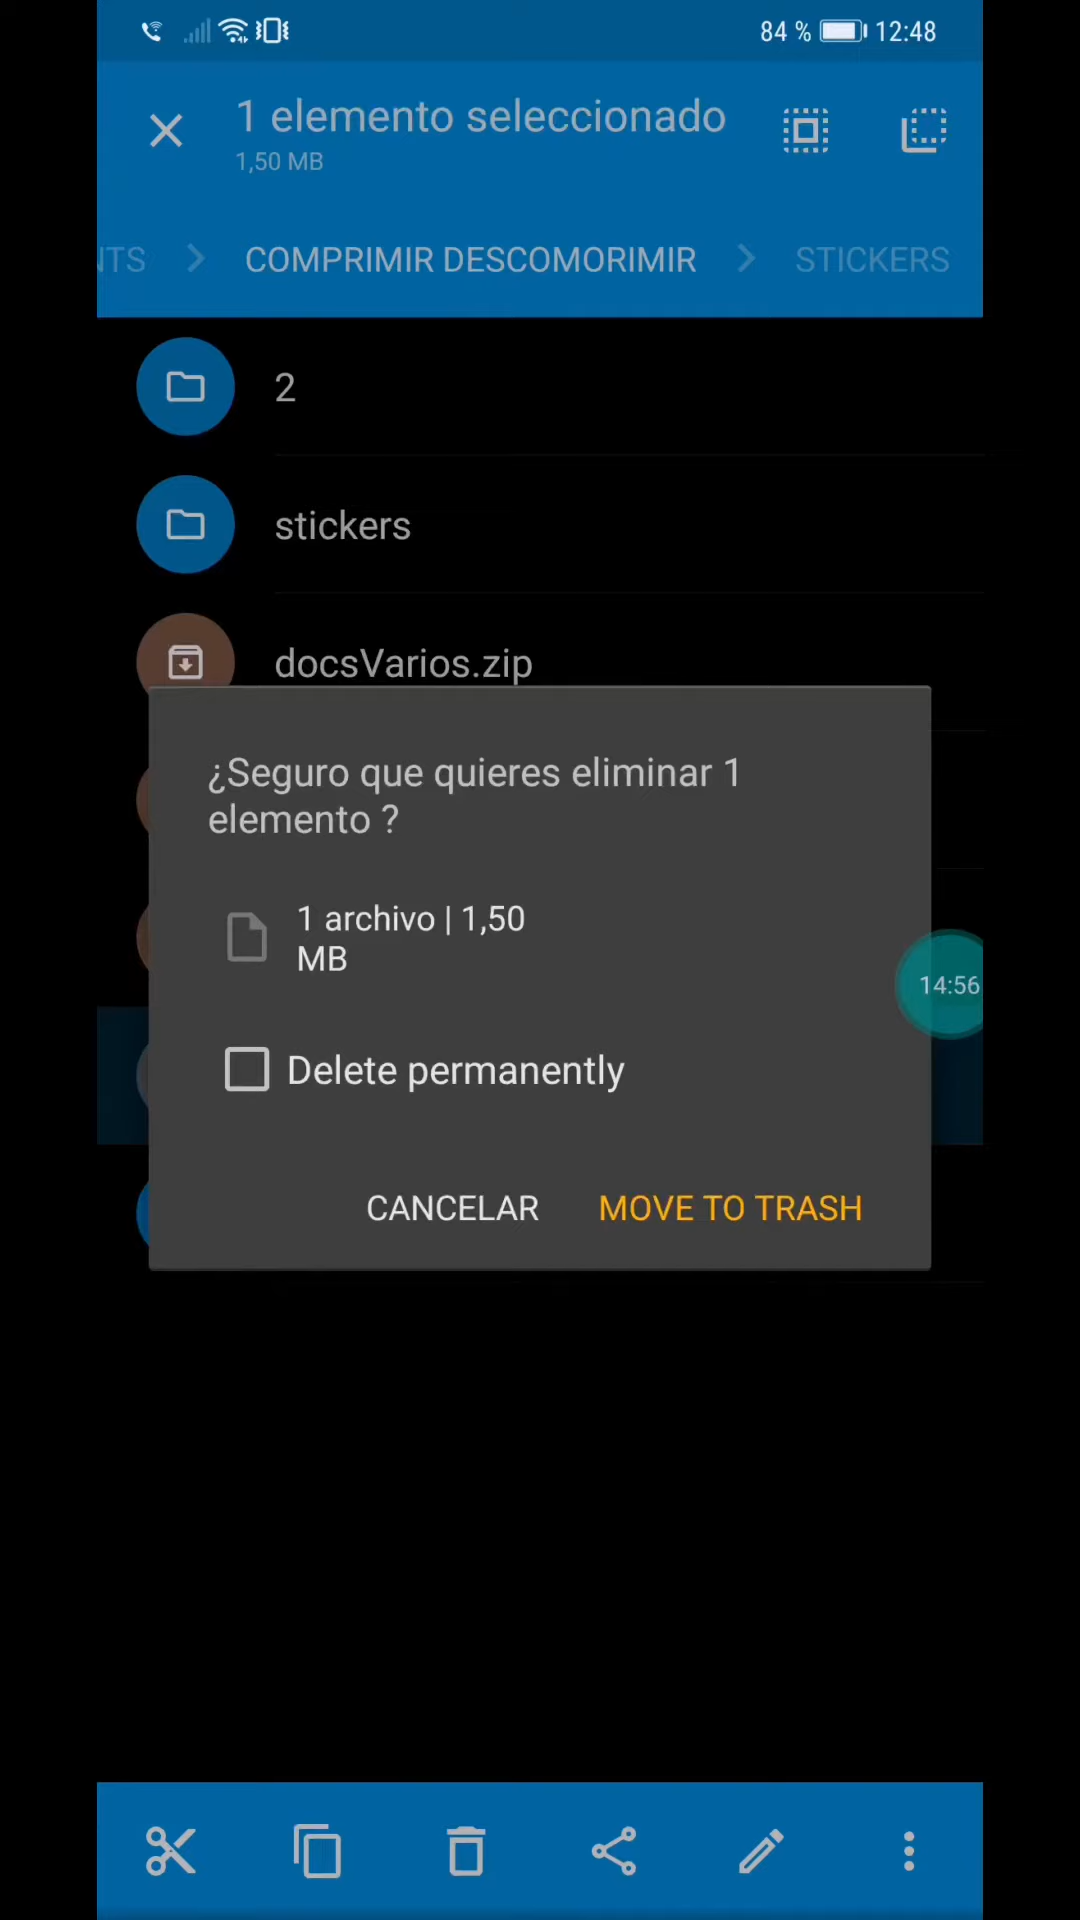 84 % 12:48
1 elemento seleccionado
1,50 MB
NTS COMPRIMIR DESCOMORIMIR STICKERS
2
stickers
docsVarios.zip
¿Seguro que quieres eliminar 1
elemento ?
1 archivo | 1,50
MB
14:56
Delete permanently
CANCELAR MOVE TO TRASH